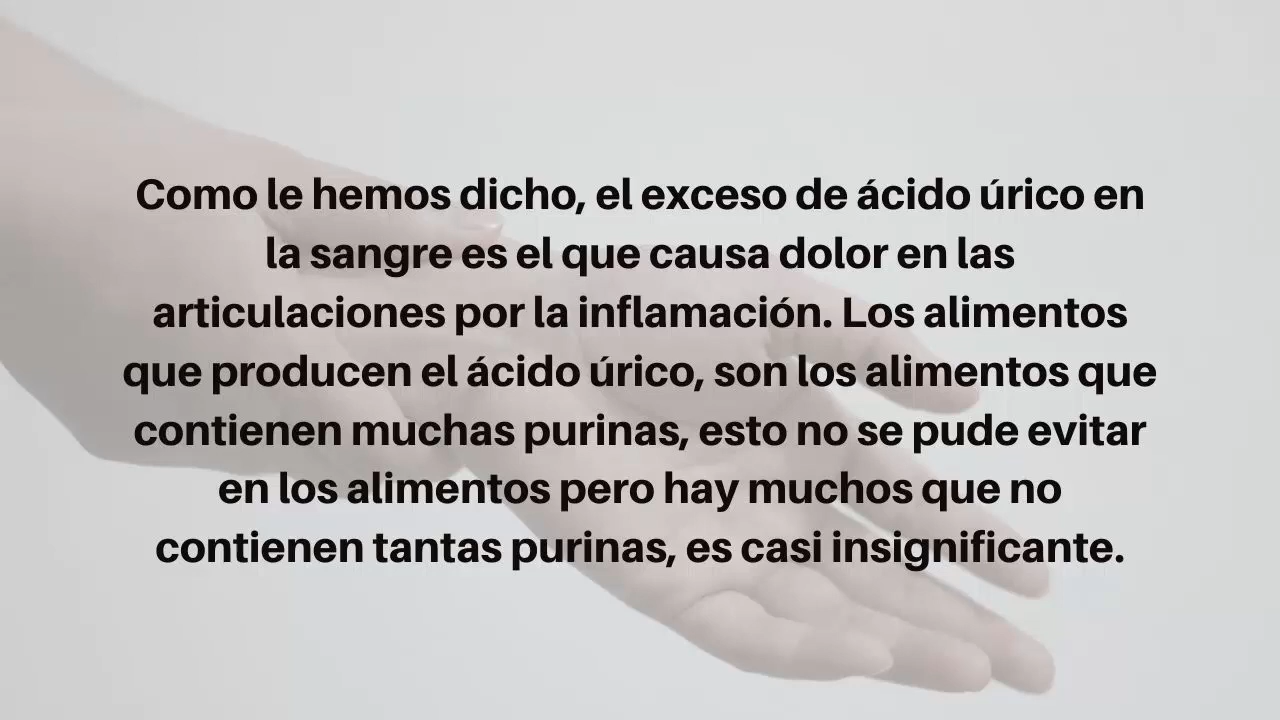 Como le hemos dicho, el exceso de ácido úrico en
la sangre es el que causa dolor en las
articulaciones por la inflamación. Los alimentos
que producen el ácido úrico, son los alimentos que
contienen muchas purinas, esto no se pude evitar
en los alimentos pero hay muchos que no
contienen tantas purinas, es casi insignificante.